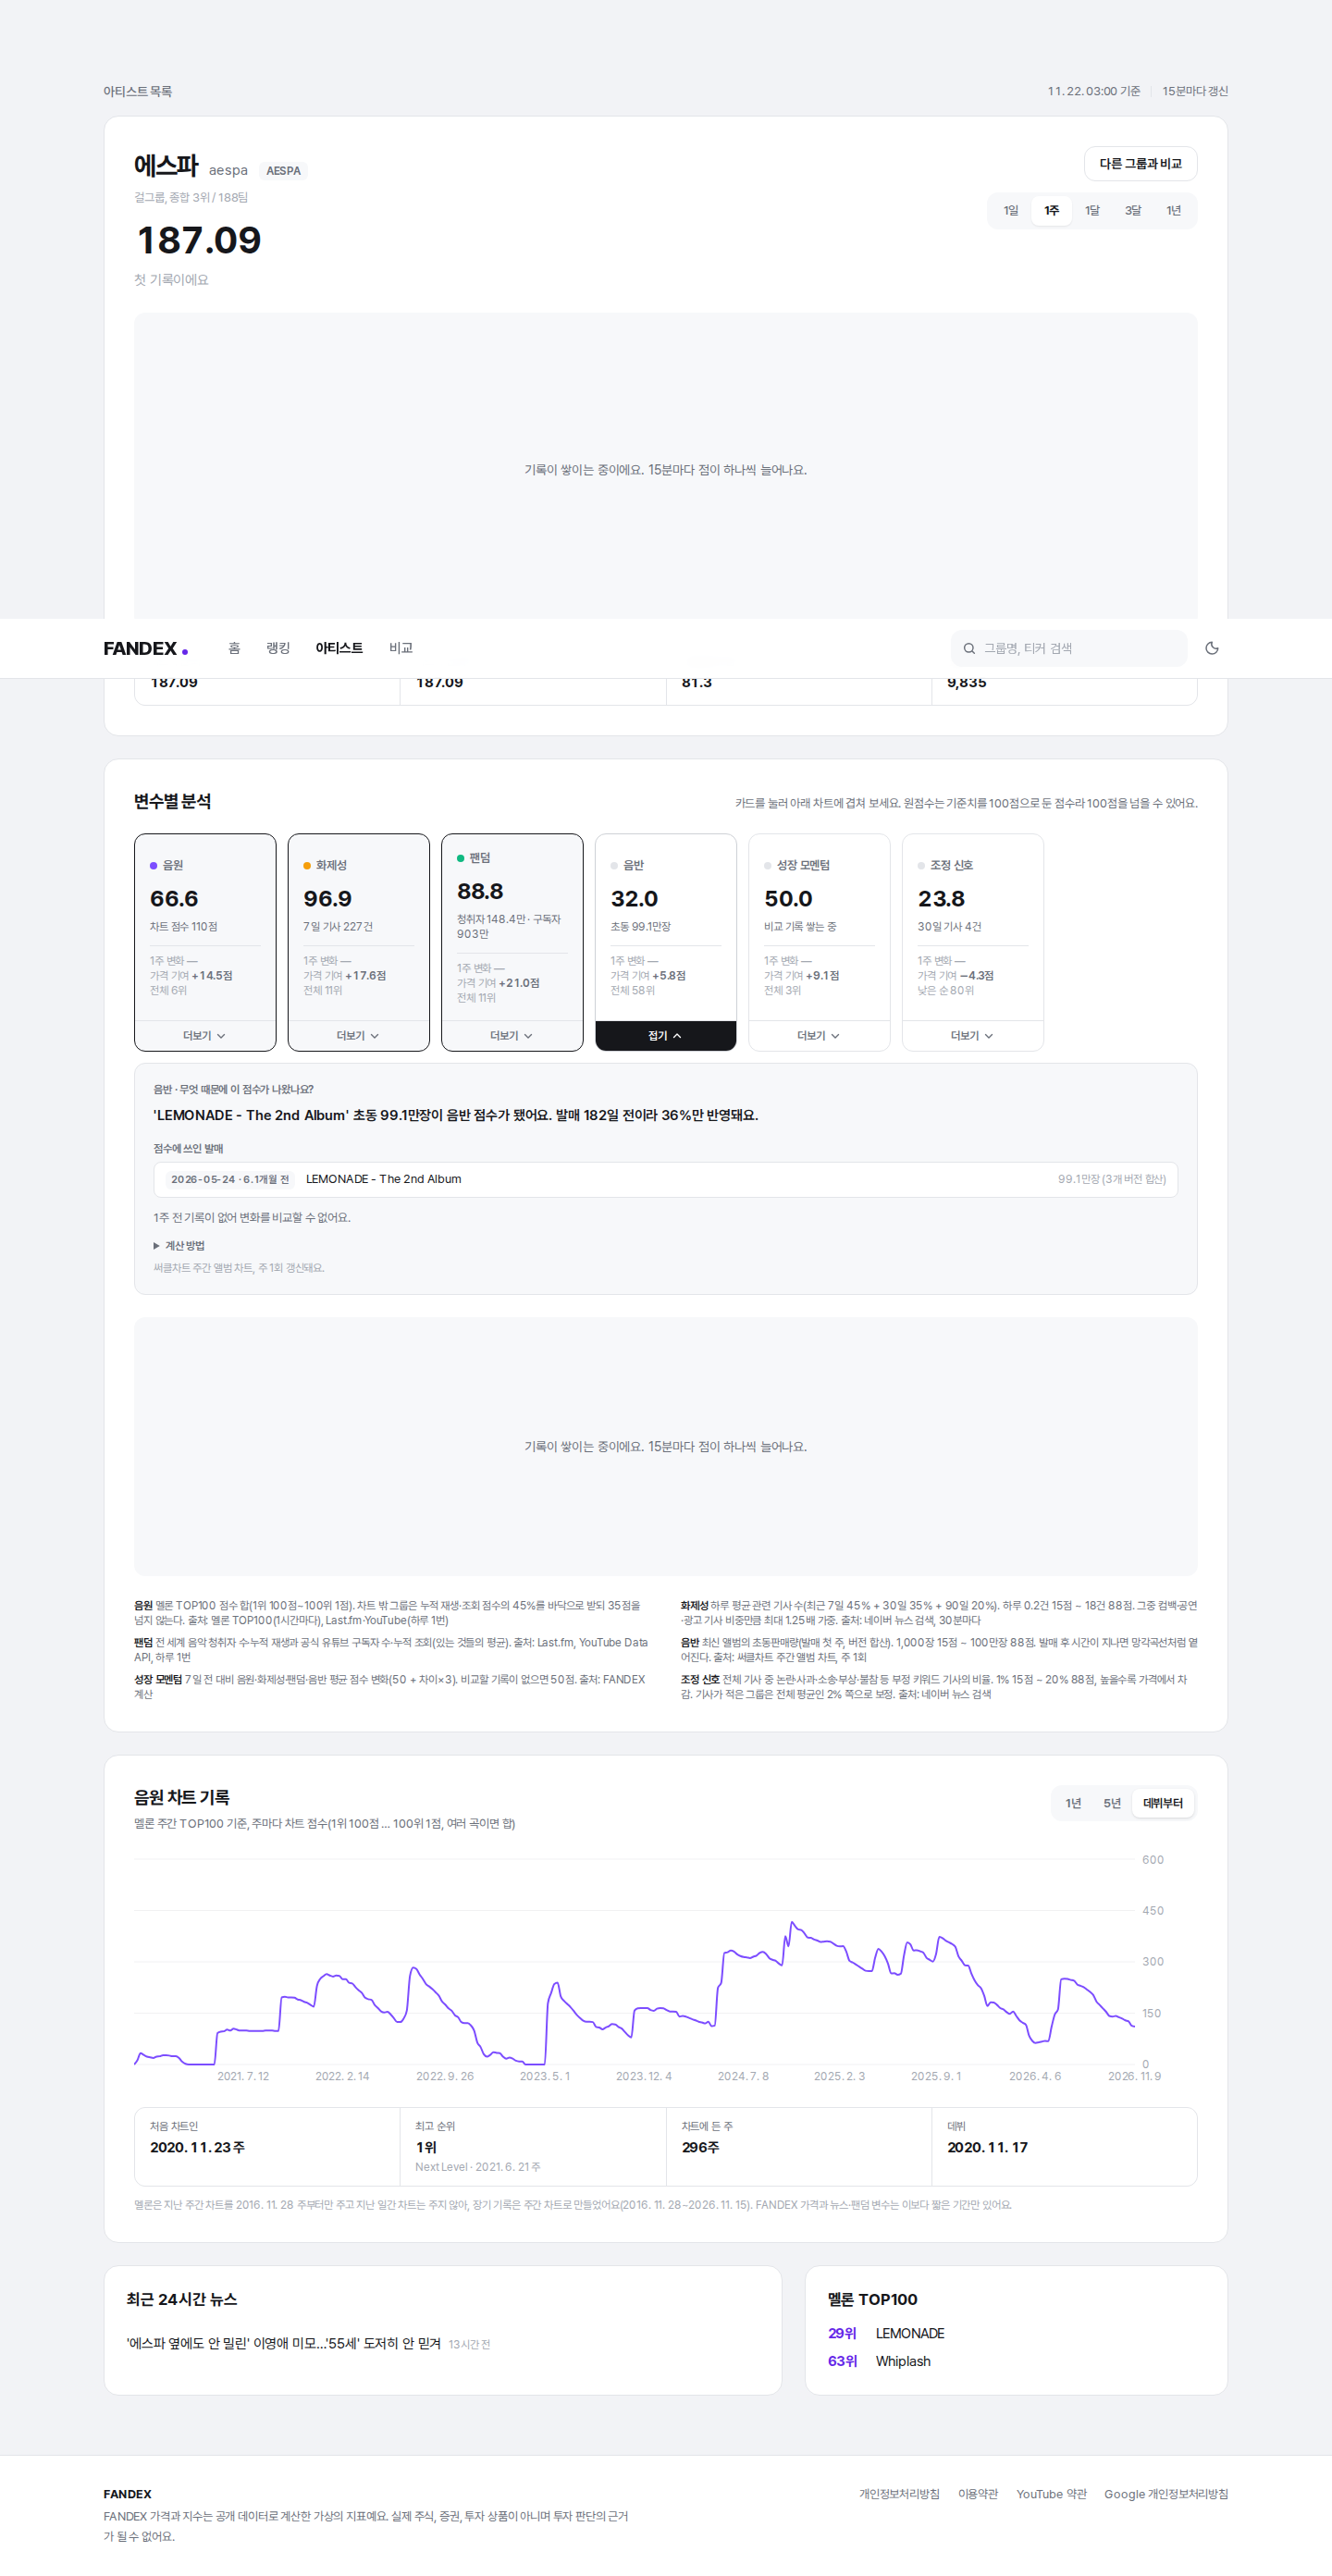 아티스트 목록
11. 22. 03:00 기준
15분마다 갱신
에스파 aespa AESPA
다른 그룹과 비교
걸그룹, 종합 3위 / 188팀
1일 1주 1달 3달 1년
187.09
첫 기록이에요
기록이 쌓이는 중이에요. 15분마다 점이 하나씩 늘어나요.
FANDEX 홈 랭킹 아티스트 비교
그룹명, 티커 검색
187.09 187.09 81.3 9,835
변수별 분석
카드를 눌러 아래 차트에 겹쳐 보세요. 원점수는 기준치를 100점으로 둔 점수라 100점을 넘을 수 있어요.
음원
66.6
차트 점수 110점
1주 변화 —
가격 기여 +14.5점
전체 6위
더보기
화제성
96.9
7일 기사 227건
1주 변화 —
가격 기여 +17.6점
전체 11위
더보기
팬덤
88.8
청취자 148.4만 · 구독자
903만
1주 변화 —
가격 기여 +21.0점
전체 11위
더보기
음반
32.0
초동 99.1만장
1주 변화 —
가격 기여 +5.8점
전체 58위
접기
성장 모멘텀
50.0
비교 기록 쌓는 중
1주 변화 —
가격 기여 +9.1점
전체 3위
더보기
조정 신호
23.8
30일 기사 4건
1주 변화 —
가격 기여 −4.3점
낮은 순 80위
더보기
음반 · 무엇 때문에 이 점수가 나왔나요?
'LEMONADE - The 2nd Album' 초동 99.1만장이 음반 점수가 됐어요. 발매 182일 전이라 36%만 반영돼요.
점수에 쓰인 발매
2026-05-24 · 6.1개월 전 LEMONADE - The 2nd Album 99.1만장 (3개 버전 합산)
1주 전 기록이 없어 변화를 비교할 수 없어요.
계산 방법
써클차트 주간 앨범 차트, 주 1회 갱신돼요.
기록이 쌓이는 중이에요. 15분마다 점이 하나씩 늘어나요.
음원 멜론 TOP100 점수 합(1위 100점~100위 1점). 차트 밖 그룹은 누적 재생·조회 점수의 45%를 바닥으로 받되 35점을
넘지 않는다. 출처: 멜론 TOP100(1시간마다), Last.fm·YouTube(하루 1번)
화제성 하루 평균 관련 기사 수(최근 7일 45% + 30일 35% + 90일 20%). 하루 0.2건 15점 ~ 18건 88점. 그중 컴백·공연
·광고 기사 비중만큼 최대 1.25배 가중. 출처: 네이버 뉴스 검색, 30분마다
팬덤 전 세계 음악 청취자 수·누적 재생과 공식 유튜브 구독자 수·누적 조회(있는 것들의 평균). 출처: Last.fm, YouTube Data
API, 하루 1번
음반 최신 앨범의 초동판매량(발매 첫 주, 버전 합산). 1,000장 15점 ~ 100만장 88점. 발매 후 시간이 지나면 망각곡선처럼 옅
어진다. 출처: 써클차트 주간 앨범 차트, 주 1회
성장 모멘텀 7일 전 대비 음원·화제성·팬덤·음반 평균 점수 변화(50 + 차이×3). 비교할 기록이 없으면 50점. 출처: FANDEX
계산
조정 신호 전체 기사 중 논란·사과·소송·부상·불참 등 부정 키워드 기사의 비율. 1% 15점 ~ 20% 88점, 높을수록 가격에서 차
감. 기사가 적은 그룹은 전체 평균인 2% 쪽으로 보정. 출처: 네이버 뉴스 검색
음원 차트 기록
1년 5년 데뷔부터
멜론 주간 TOP100 기준, 주마다 차트 점수(1위 100점 … 100위 1점, 여러 곡이면 합)
600
450
300
150
0
2021. 7. 12 2022. 2. 14 2022. 9. 26 2023. 5. 1 2023. 12. 4 2024. 7. 8 2025. 2. 3 2025. 9. 1 2026. 4. 6 2026. 11. 9
처음 차트인
2020. 11. 23 주
최고 순위
1위
Next Level · 2021. 6. 21 주
차트에 든 주
296주
데뷔
2020. 11. 17
멜론은 지난 주간 차트를 2016. 11. 28 주부터만 주고 지난 일간 차트는 주지 않아, 장기 기록은 주간 차트로 만들었어요(2016. 11. 28~2026. 11. 15). FANDEX 가격과 뉴스·팬덤 변수는 이보다 짧은 기간만 있어요.
최근 24시간 뉴스
'에스파 옆에도 안 밀린' 이영애 미모…'55세' 도저히 안 믿겨 13시간 전
멜론 TOP100
29위 LEMONADE
63위 Whiplash
FANDEX
개인정보처리방침 이용약관 YouTube 약관 Google 개인정보처리방침
FANDEX 가격과 지수는 공개 데이터로 계산한 가상의 지표예요. 실제 주식, 증권, 투자 상품이 아니며 투자 판단의 근거
가 될 수 없어요.